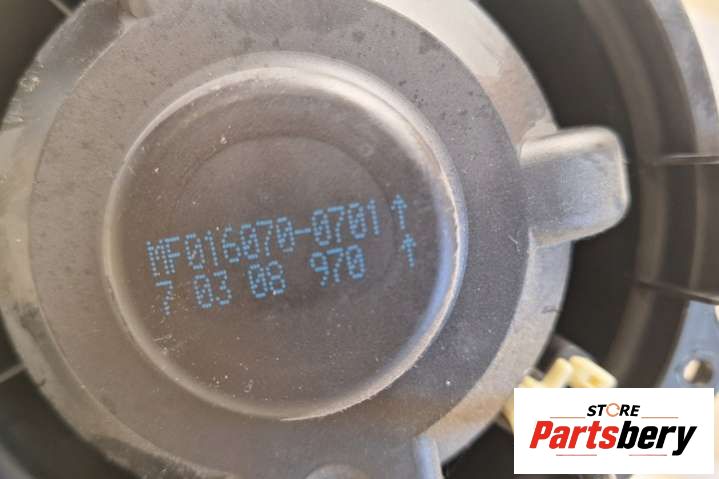 MF016070-0701↑
7 03 08 970 ↑
STORE
Partsbery